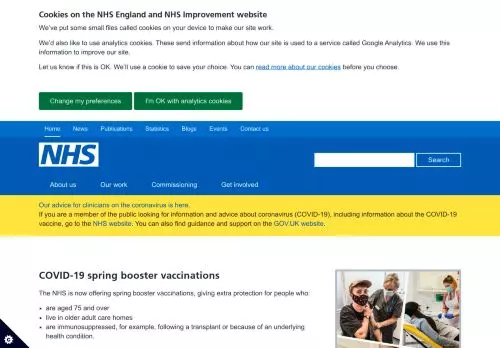 Cookies on the NHS England and NHS Improvement website
We've put some small files called cookies on your device to make our site work.
We'd also like to use analytics cookies. These send information about how our site is used to a service called Google Analytics. We use this
information to improve our site.
Let us know if this is OK. We'll use a cookie to save your choice. You can read more about our cookies before you choose.
Change my preferences
I'm OK with analytics cookies
Home News Publications Statistics Blogs Events Contact us
NHS
Search
About us Our work Commissioning Get involved
Our advice for clinicians on the coronavirus is here.
If you are a member of the public looking for information and advice about coronavirus (COVID-19), including information about the COVID-19
vaccine, go to the NHS website. You can also find guidance and support on the GOV.UK website.
COVID-19 spring booster vaccinations
The NHS is now offering spring booster vaccinations, giving extra protection for people who:
• are aged 75 and over
• live in older adult care homes
• are immunosuppressed, for example, following a transplant or because of an underlying
health condition.